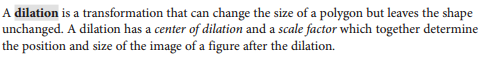 A dilation is a transformation that can change the size of a polygon but leaves the shape
unchanged. A dilation has a center of dilation and a scale factor which together determine
the position and size of the image of a figure after the dilation.